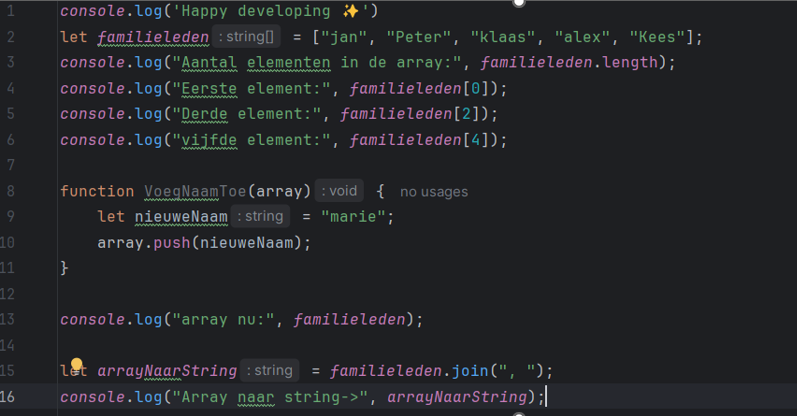 1 console.log('Happy developing ✨')
2 let familieleden : string[] = ["jan", "Peter", "klaas", "alex", "Kees"];
3 console.log("Aantal elementen in de array:", familieleden.length);
4 console.log("Eerste element:", familieleden[0]);
5 console.log("Derde element:", familieleden[2]);
6 console.log("vijfde element:", familieleden[4]);
7
8 function VoegNaamToe(array) : void { no usages
9 let nieuweNaam : string = "marie";
10 array.push(nieuweNaam);
11 }
12
13 console.log("array nu:", familieleden);
14
15 let arrayNaarString : string = familieleden.join(", ");
16 console.log("Array naar string->", arrayNaarString);